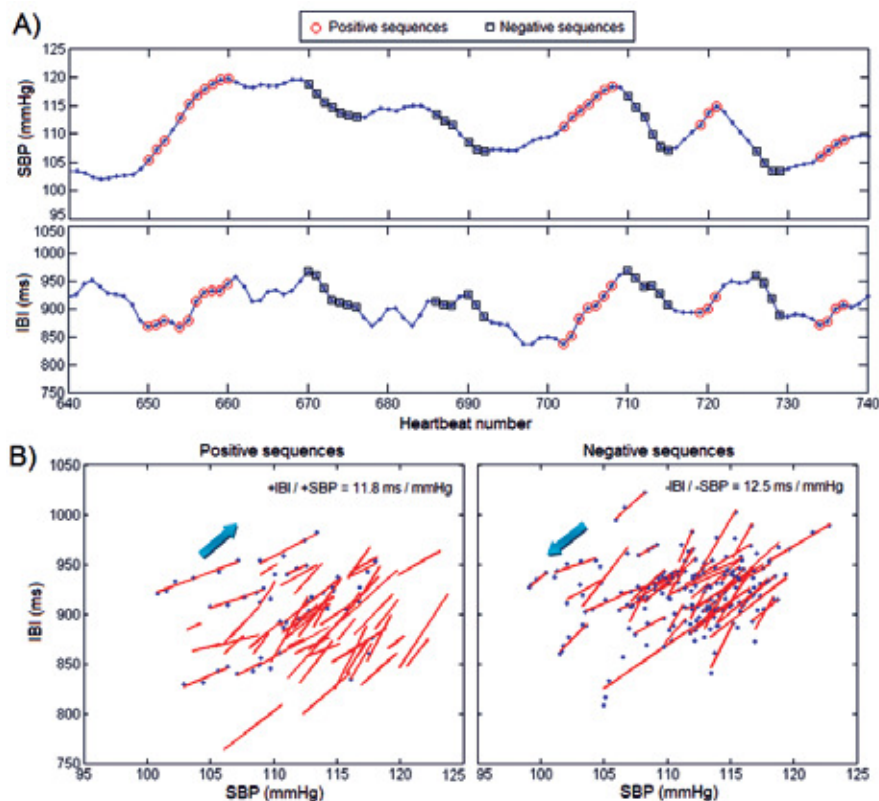 A)
Positive sequences Negative sequences
125
120
115
110
105
100
95
SBP (mmHg)
1050
1000
950
900
850
800
750
IBI (ms)
640 650 660 670 680 690 700 710 720 730 740
Heartbeat number
B)
Positive sequences Negative sequences
+IBI / +SBP = 11.8 ms / mmHg -IBI / -SBP = 12.5 ms / mmHg
1050
1000
950
900
850
800
750
IBI (ms)
95 100 105 110 115 120 125 95 100 105 110 115 120 125
SBP (mmHg) SBP (mmHg)